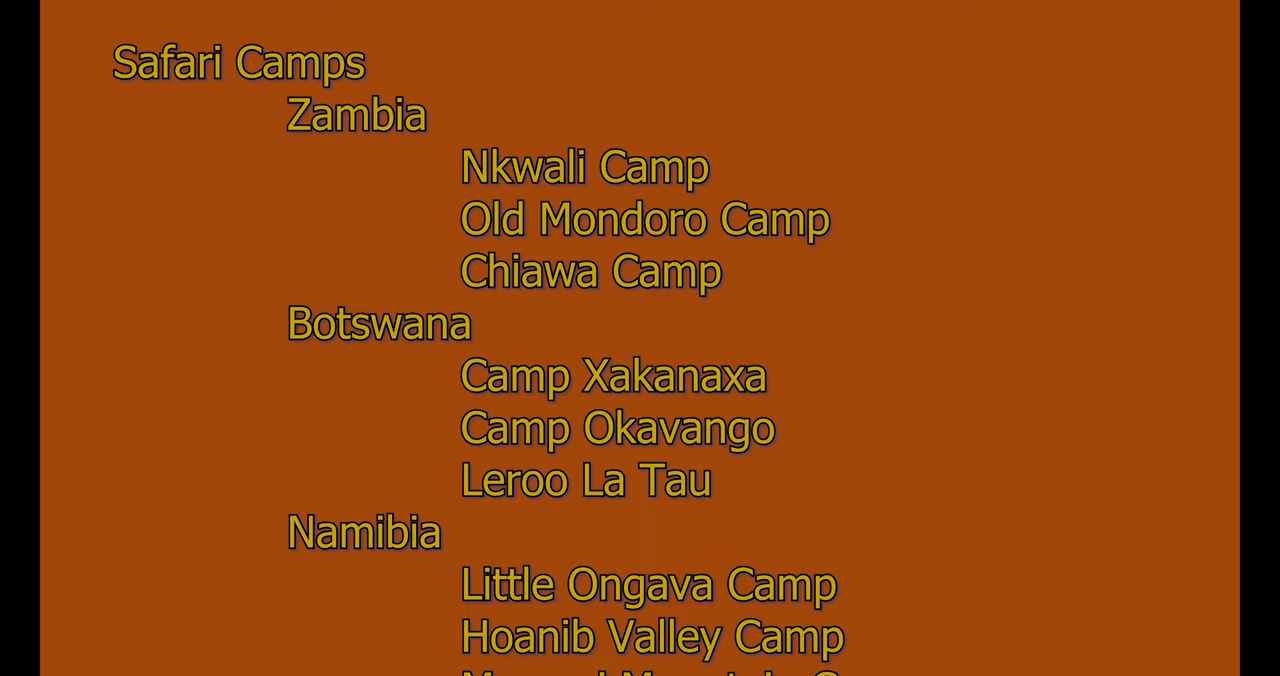 Safari Camps
Zambia
Nkwali Camp
Old Mondoro Camp
Chiawa Camp
Botswana
Camp Xakanaxa
Camp Okavango
Leroo La Tau
Namibia
Little Ongava Camp
Hoanib Valley Camp